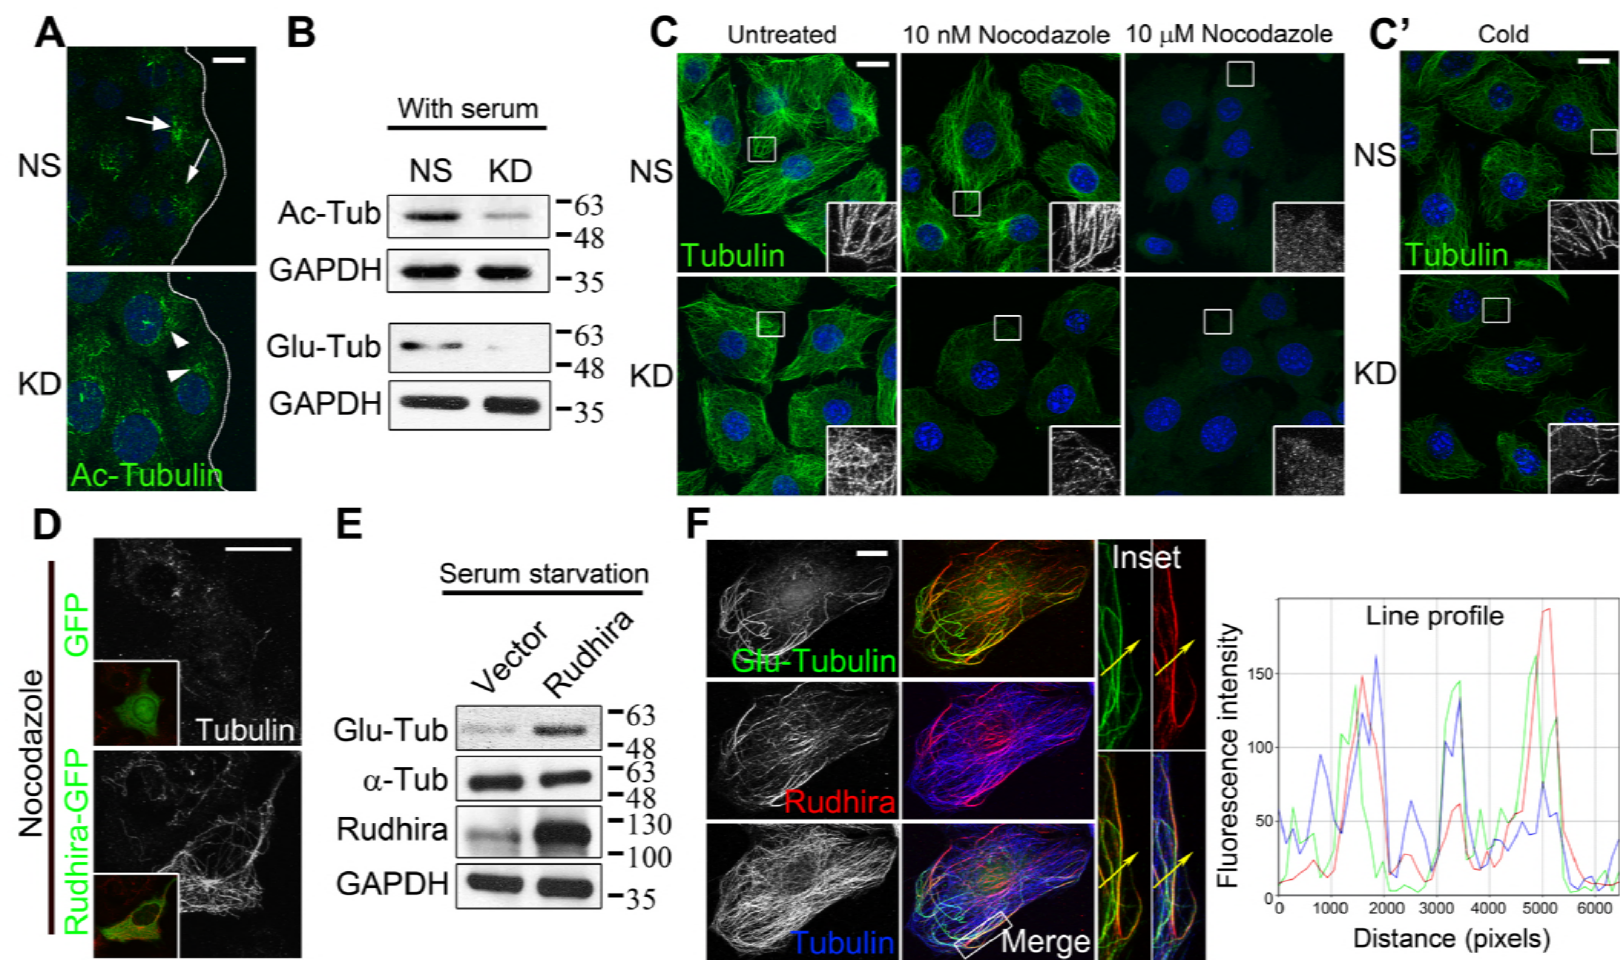 A
NS
KD
Ac-Tubulin
B
With serum
NS KD
Ac-Tub
63
48
GAPDH
35
Glu-Tub
63
48
GAPDH
35
C
Untreated
10 nM Nocodazole
10 μM Nocodazole
NS
Tubulin
KD
C’
Cold
NS
Tubulin
KD
D
Nocodazole
GFP
Tubulin
Rudhira-GFP
E
Serum starvation
Vector
Rudhira
Glu-Tub
63
48
α-Tub
63
48
Rudhira
130
100
GAPDH
35
F
Glu-Tubulin
Rudhira
Tubulin
Merge
Inset
Line profile
Fluorescence intensity
150
100
50
0
0 1000 2000 3000 4000 5000 6000
Distance (pixels)